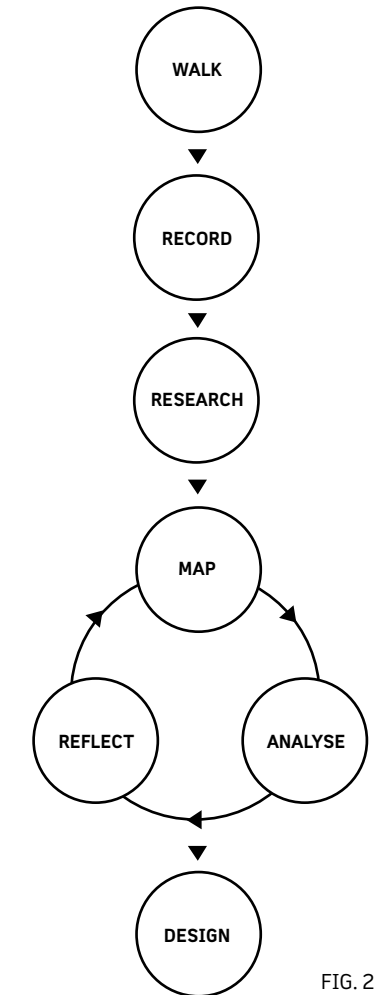 WALK
RECORD
RESEARCH
MAP
REFLECT
ANALYSE
DESIGN
FIG. 2